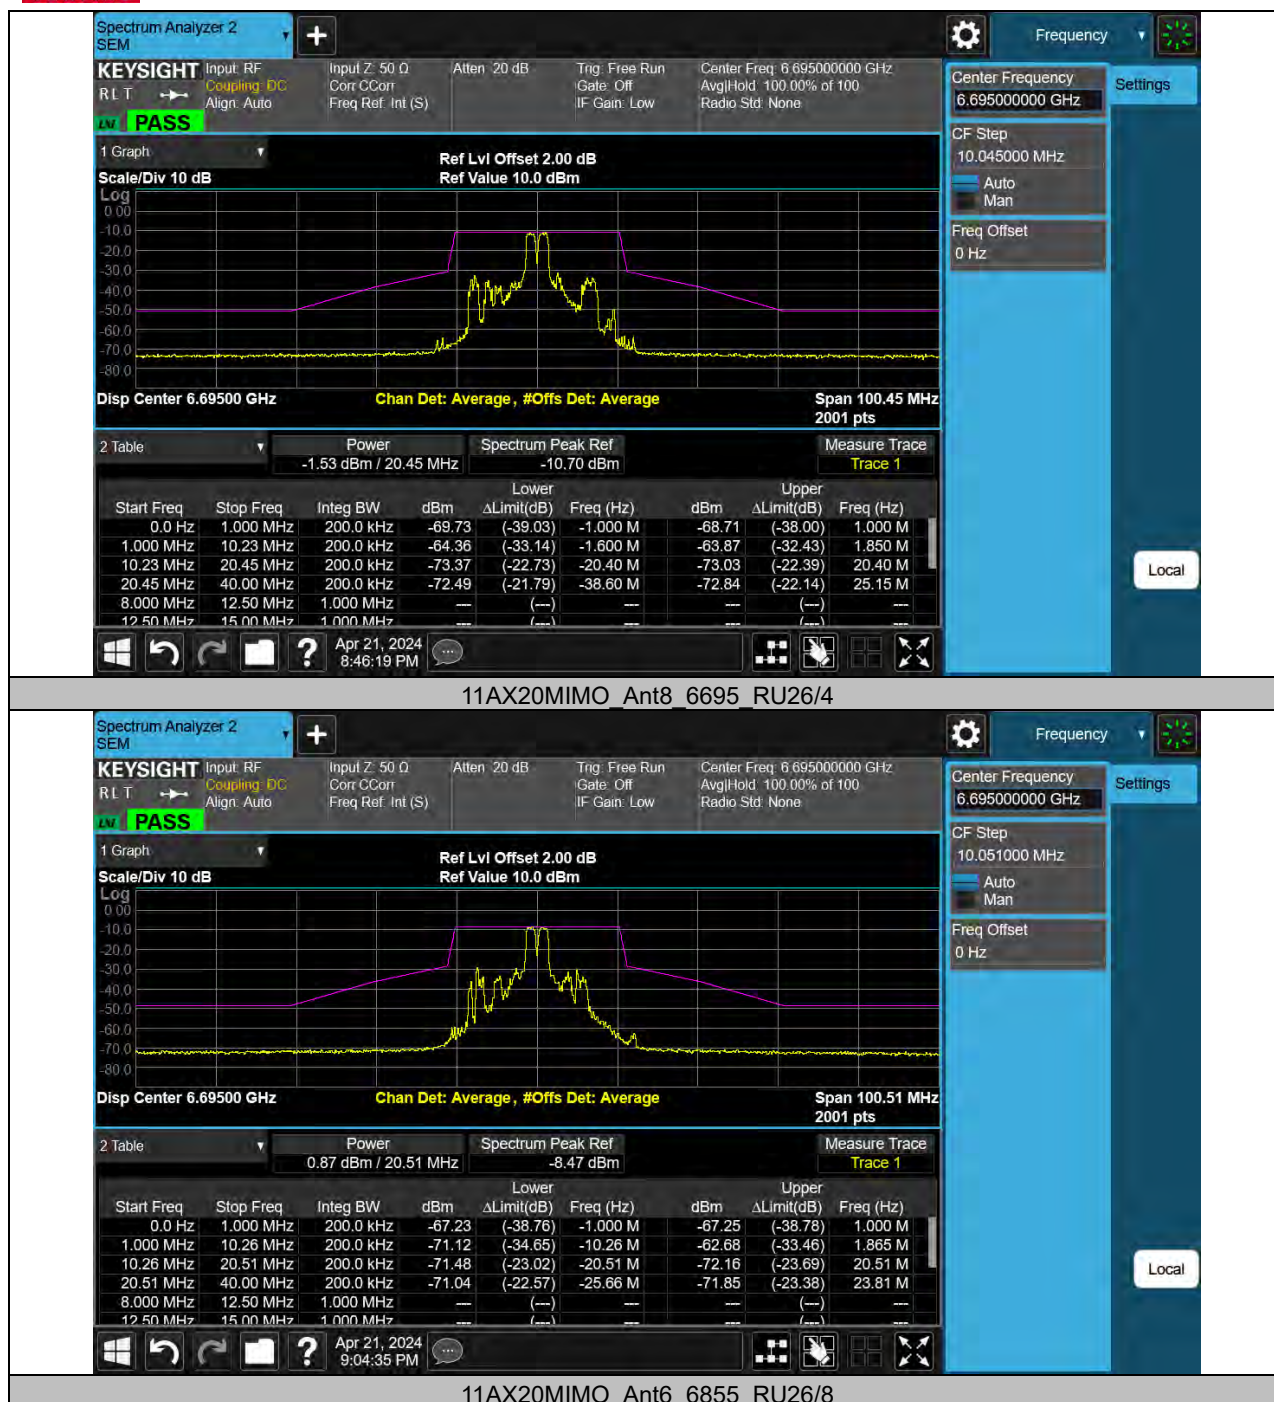 Spectrum Analyzer 2
SEM
Frequency
KEYSIGHT Input: RF Input Z: 50 Ω Atten: 20 dB Trig: Free Run Center Freq: 6.695000000 GHz
Coupling: DC Corr CCorr Gate: Off Avg|Hold: 100.00% of 100
RLT Align: Auto Freq Ref: Int (S) IF Gain: Low Radio Std: None
LNI PASS
Center Frequency
6.695000000 GHz
Settings
CF Step
10.045000 MHz
Auto
Man
Freq Offset
0 Hz
1 Graph
Scale/Div 10 dB
Ref Lvl Offset 2.00 dB
Ref Value 10.0 dBm
Log
0.00
-10.0
-20.0
-30.0
-40.0
-50.0
-60.0
-70.0
-80.0
Disp Center 6.69500 GHz Chan Det: Average, #Offs Det: Average Span 100.45 MHz
2001 pts
2 Table Power Spectrum Peak Ref Measure Trace
-1.53 dBm / 20.45 MHz -10.70 dBm Trace 1
Lower Upper
Start Freq Stop Freq Integ BW dBm ΔLimit(dB) Freq (Hz) dBm ΔLimit(dB) Freq (Hz)
0.0 Hz 1.000 MHz 200.0 kHz -69.73 (-39.03) -1.000 M -68.71 (-38.00) 1.000 M
1.000 MHz 10.23 MHz 200.0 kHz -64.36 (-33.14) -1.600 M -63.87 (-32.43) 1.850 M
10.23 MHz 20.45 MHz 200.0 kHz -73.37 (-22.73) -20.40 M -73.03 (-22.39) 20.40 M
20.45 MHz 40.00 MHz 200.0 kHz -72.49 (-21.79) -38.60 M -72.84 (-22.14) 25.15 M
8.000 MHz 12.50 MHz 1.000 MHz --- (---) --- --- (---) ---
12.50 MHz 15.00 MHz 1.000 MHz --- (---) --- --- (---) ---
Local
Apr 21, 2024
8:46:19 PM
11AX20MIMO_Ant8_6695_RU26/4
Spectrum Analyzer 2
SEM
Frequency
KEYSIGHT Input: RF Input Z: 50 Ω Atten: 20 dB Trig: Free Run Center Freq: 6.695000000 GHz
Coupling: DC Corr CCorr Gate: Off Avg|Hold: 100.00% of 100
RLT Align: Auto Freq Ref: Int (S) IF Gain: Low Radio Std: None
LNI PASS
Center Frequency
6.695000000 GHz
Settings
CF Step
10.051000 MHz
Auto
Man
Freq Offset
0 Hz
1 Graph
Scale/Div 10 dB
Ref Lvl Offset 2.00 dB
Ref Value 10.0 dBm
Log
0.00
-10.0
-20.0
-30.0
-40.0
-50.0
-60.0
-70.0
-80.0
Disp Center 6.69500 GHz Chan Det: Average, #Offs Det: Average Span 100.51 MHz
2001 pts
2 Table Power Spectrum Peak Ref Measure Trace
0.87 dBm / 20.51 MHz -8.47 dBm Trace 1
Lower Upper
Start Freq Stop Freq Integ BW dBm ΔLimit(dB) Freq (Hz) dBm ΔLimit(dB) Freq (Hz)
0.0 Hz 1.000 MHz 200.0 kHz -67.23 (-38.76) -1.000 M -67.25 (-38.78) 1.000 M
1.000 MHz 10.26 MHz 200.0 kHz -71.12 (-34.65) -10.26 M -62.68 (-33.46) 1.865 M
10.26 MHz 20.51 MHz 200.0 kHz -71.48 (-23.02) -20.51 M -72.16 (-23.69) 20.51 M
20.51 MHz 40.00 MHz 200.0 kHz -71.04 (-22.57) -25.66 M -71.85 (-23.38) 23.81 M
8.000 MHz 12.50 MHz 1.000 MHz --- (---) --- --- (---) ---
12.50 MHz 15.00 MHz 1.000 MHz --- (---) --- --- (---) ---
Local
Apr 21, 2024
9:04:35 PM
11AX20MIMO_Ant6_6855_RU26/8